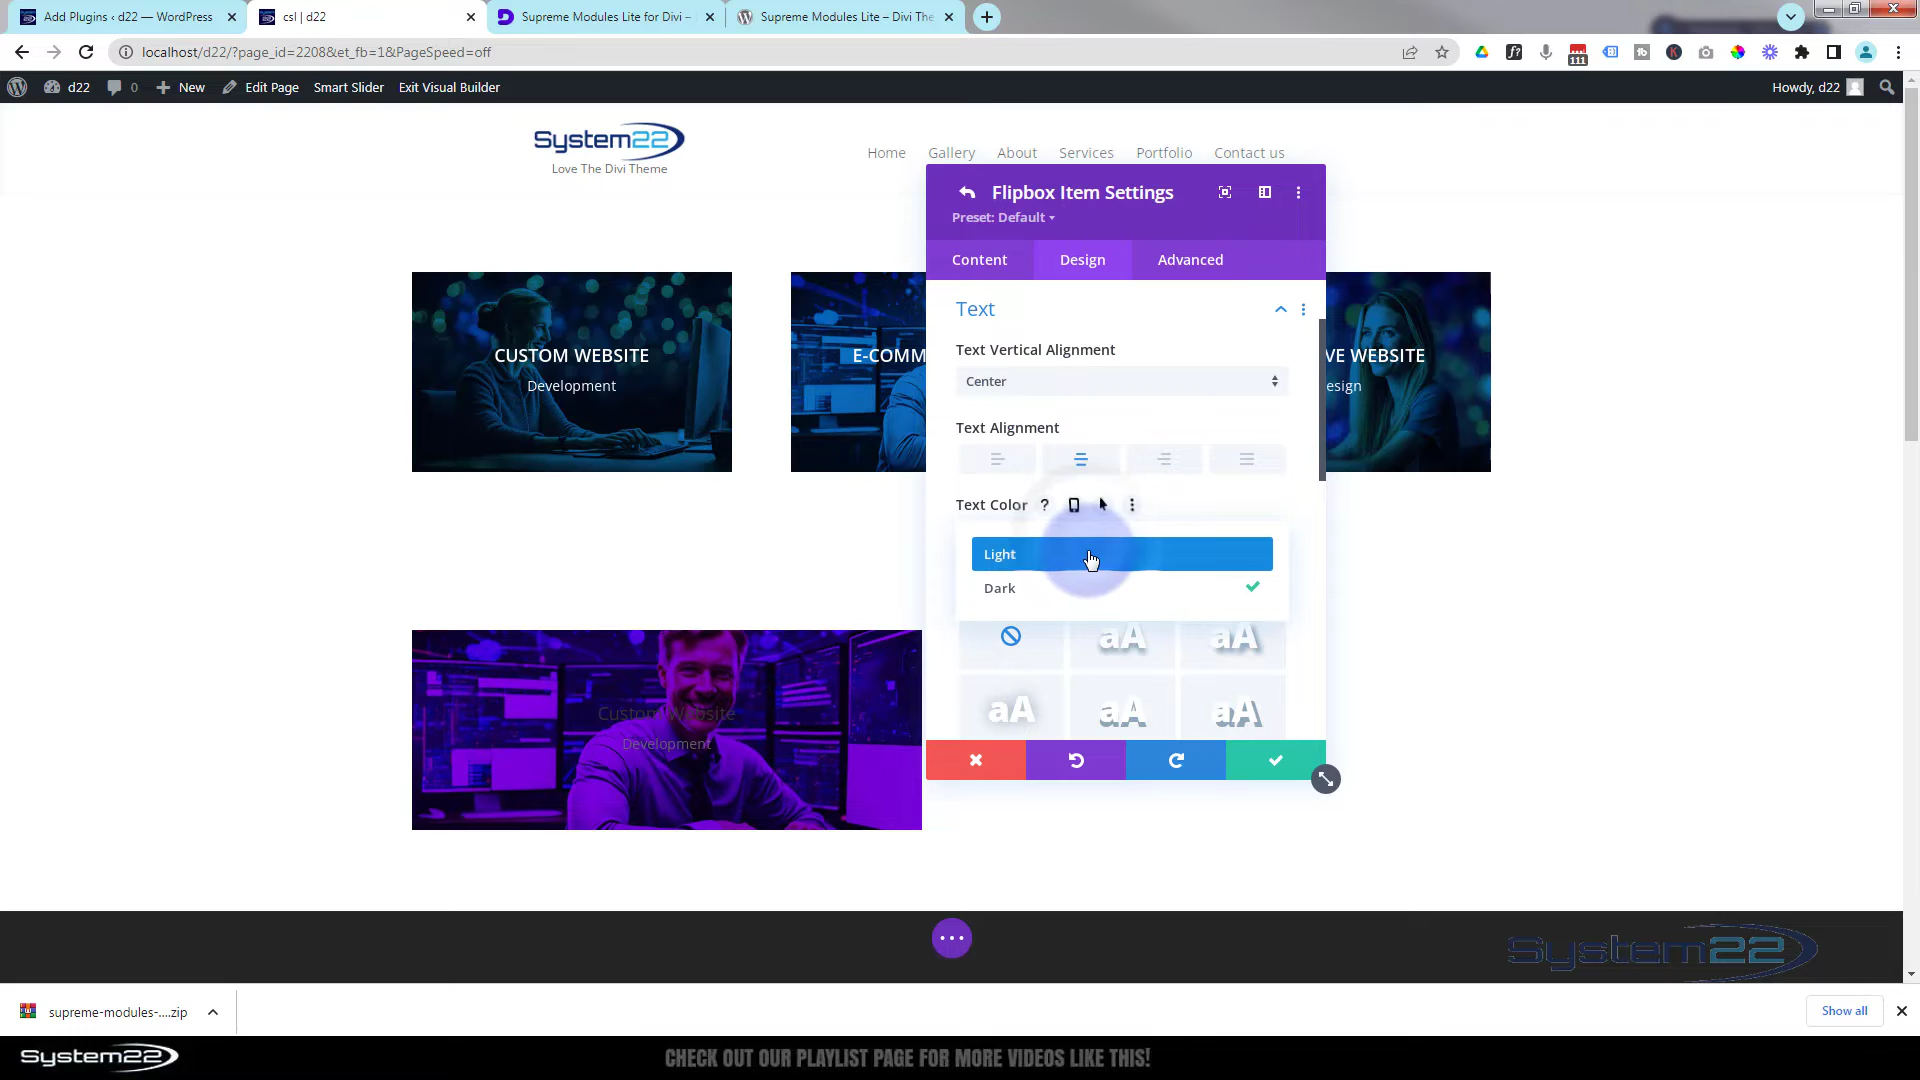 Add Plugins ‹ d22 — WordPress
csl | d22
Supreme Modules Lite for Divi –
Supreme Modules Lite – Divi The
localhost/d22/?page_id=2208&et_fb=1&PageSpeed=off
111
d22
0
New
Edit Page
Smart Slider
Exit Visual Builder
Howdy, d22
System22
Love The Divi Theme
Home
Gallery
About
Services
Portfolio
Contact us
Flipbox Item Settings
Preset: Default
Content
Design
Advanced
Text
Text Vertical Alignment
Center
Text Alignment
Text Color
Light
Dark
aA
aA
aA
aA
aA
CUSTOM WEBSITE
Development
E-COMM
VE WEBSITE
esign
Custom Website
Development
System22
supreme-modules-....zip
Show all
System22
CHECK OUT OUR PLAYLIST PAGE FOR MORE VIDEOS LIKE THIS!